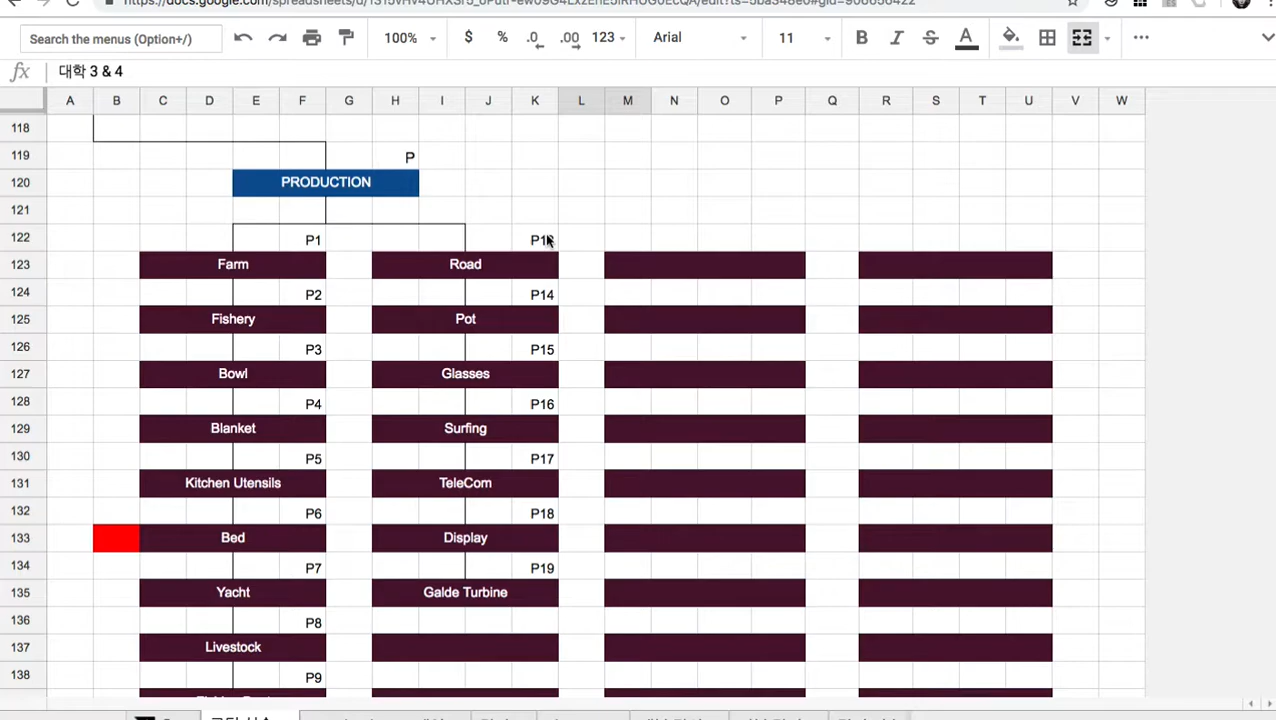 Search the menus (Option+/)
100%
$ % .0 .00 123
Arial
11
B I S A
fx 대학 3 & 4
A B C D E F G H I J K L M N O P Q R S T U V W
118
119 P
120 PRODUCTION
121
122 P1
123 Farm Road
124 P2 P14
125 Fishery Pot
126 P3 P15
127 Bowl Glasses
128 P4 P16
129 Blanket Surfing
130 P5 P17
131 Kitchen Utensils TeleCom
132 P6 P18
133 Bed Display
134 P7 P19
135 Yacht Galde Turbine
136 P8
137 Livestock
138 P9